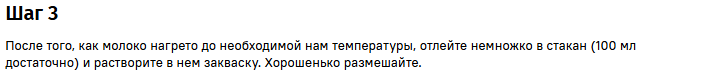 Шаг 3
После того, как молоко нагрето до необходимой нам температуры, отлейте немножко в стакан (100 мл
достаточно) и растворите в нем закваску. Хорошенько размешайте.